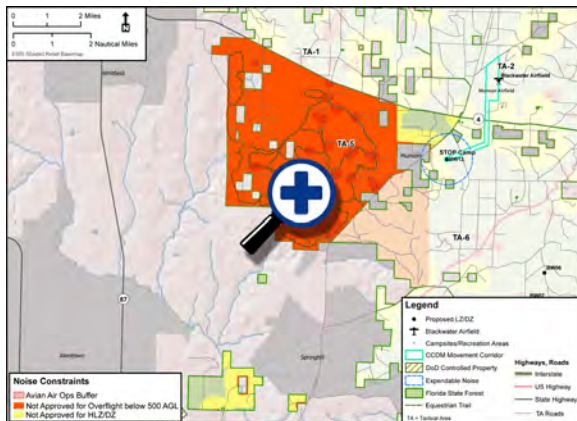 0 1 2 Miles
0 1 2 Nautical Miles
N
TA-1
TA-2
Blackwater Airfield
4
TA-5
Munson
STOP Camp
TA-6
87
Allentown
Springhill
Legend
Proposed LZ/DZ
Blackwater Airfield
Campsites/Recreation Areas
CCDM Movement Corridor
DoD Controlled Property
Expendable Noise
Florida State Forest
Equestrian Trail
TA = Tactical Area
Highways, Roads
Interstate
US Highway
State Highway
TA Roads
Noise Constraints
Avian Air Ops Buffer
Not Approved for Overflight below 500 AGL
Not Approved for HLZ/DZ